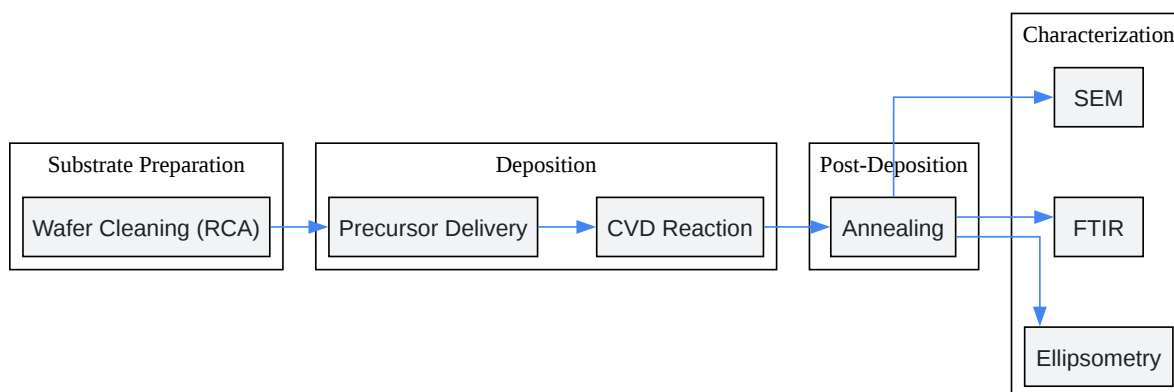 Characterization
SEM
Substrate Preparation
Deposition
Post-Deposition
Wafer Cleaning (RCA)
Precursor Delivery
CVD Reaction
Annealing
FTIR
Ellipsometry